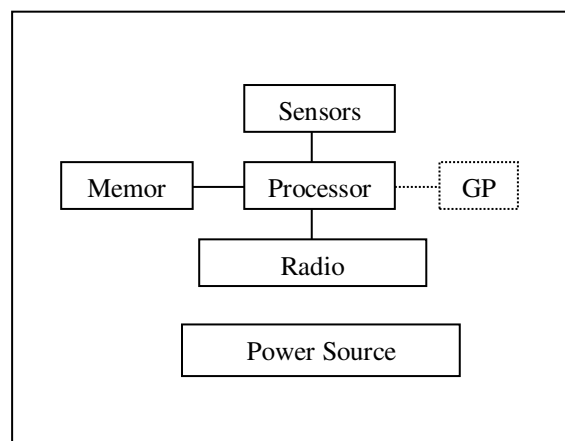 Sensors
Memor
Processor
GP
Radio
Power Source